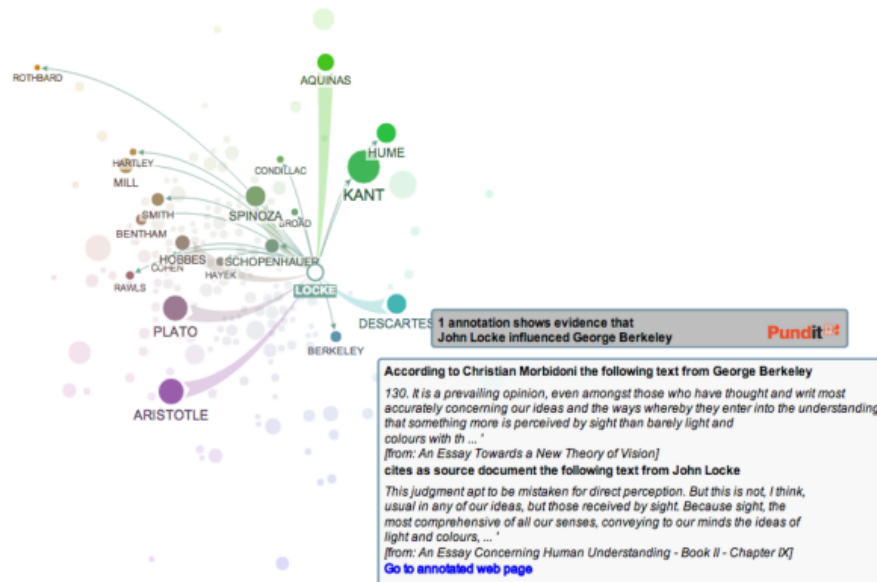 ROTHBARD
AQUINAS
HUME
HARTLEY
CONDILLAC
MILL
KANT
SMITH
SPINOZA
BROAD
BENTHAM
HOBBES
SCHOPENHAUER
COHEN
HAYEK
RAWLS
LOCKE
PLATO
DESCARTES
BERKELEY
ARISTOTLE
1 annotation shows evidence that
John Locke influenced George Berkeley
Pundit
According to Christian Morbidoni the following text from George Berkeley
130. It is a prevailing opinion, even amongst those who have thought and writ most
accurately concerning our ideas and the ways whereby they enter into the understanding
that something more is perceived by sight than barely light and
colours with th ... '
[from: An Essay Towards a New Theory of Vision]
cites as source document the following text from John Locke
This judgment apt to be mistaken for direct perception. But this is not, I think,
usual in any of our ideas, but those received by sight. Because sight, the
most comprehensive of all our senses, conveying to our minds the ideas of
light and colours, ... '
[from: An Essay Concerning Human Understanding - Book II - Chapter IX]
Go to annotated web page